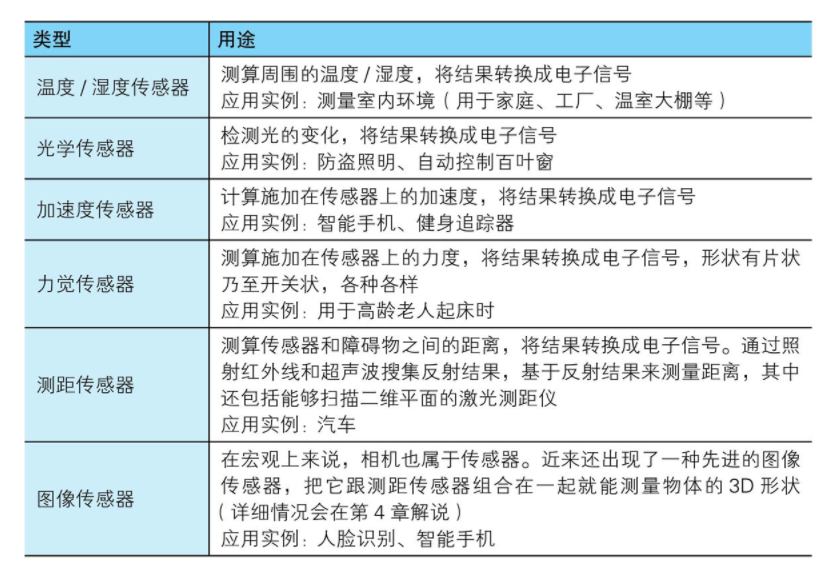 类型
用途
温度 / 湿度传感器
测算周围的温度 / 湿度，将结果转换成电子信号
应用实例：测量室内环境（用于家庭、工厂、温室大棚等）
光学传感器
检测光的变化，将结果转换成电子信号
应用实例：防盗照明、自动控制百叶窗
加速度传感器
计算施加在传感器上的加速度，将结果转换成电子信号
应用实例：智能手机、健身追踪器
力觉传感器
测算施加在传感器上的力度，将结果转换成电子信号，形状有片状
乃至开关状，各种各样
应用实例：用于高龄老人起床时
测距传感器
测算传感器和障碍物之间的距离，将结果转换成电子信号。通过照
射红外线和超声波搜集反射结果，基于反射结果来测量距离，其中
还包括能够扫描二维平面的激光测距仪
应用实例：汽车
图像传感器
在宏观上来说，相机也属于传感器。近来还出现了一种先进的图像
传感器，把它跟测距传感器组合在一起就能测量物体的 3D 形状
（详细情况会在第 4 章解说）
应用实例：人脸识别、智能手机